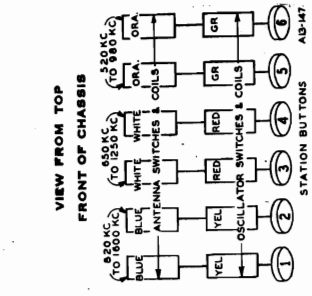 VIEW FROM TOP
FRONT OF CHASSIS
820 KC
(TO 1600 KC)
650 KC
(TO 1250 KC)
520 KC
(TO 980 KC)
BLUE BLUE WHITE WHITE ORA. ORA.
ANTENNA SWITCHES & COILS
YEL YEL RED RED GR GR
OSCILLATOR SWITCHES & COILS
1 2 3 4 5 6
STATION BUTTONS
A13-147